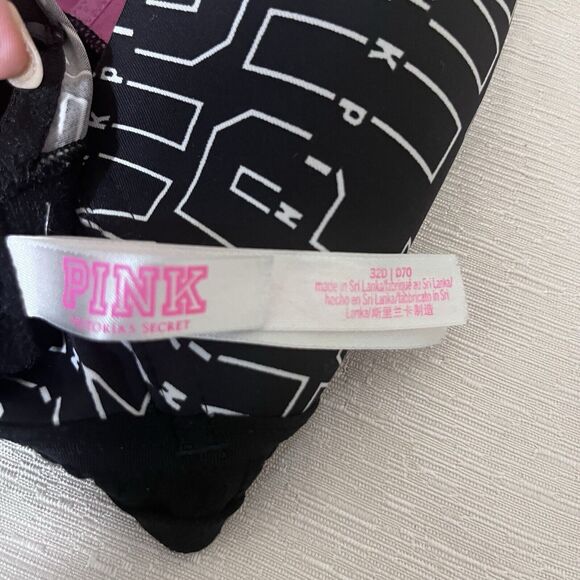 PINK
VICTORIA'S SECRET
32D | D70
made in Sri Lanka/fabriqué au Sri Lanka/
hecho en Sri Lanka/fabbricato in Sri
Lanka/斯里兰卡制造